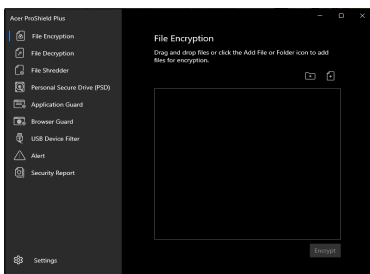 Acer ProShield Plus
File Encryption
File Decryption
File Shredder
Personal Secure Drive (PSD)
Application Guard
Browser Guard
USB Device Filter
Alert
Security Report
Settings
File Encryption
Drag and drop files or click the Add File or Folder icon to add
files for encryption.
Encrypt